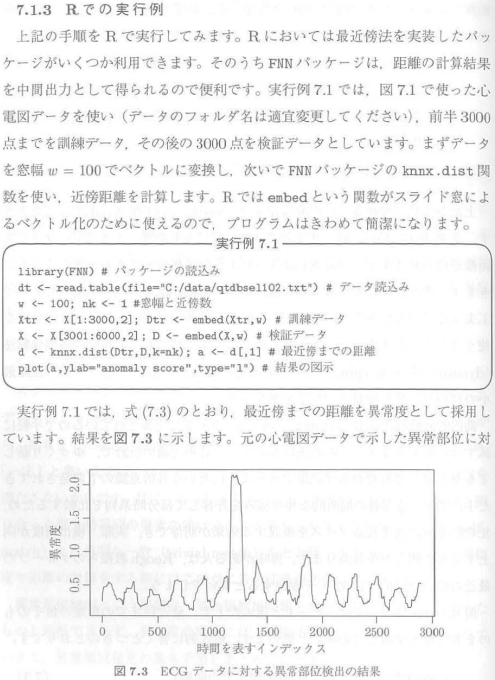 7.1.3 Rでの実行例
上記の手順をRで実行してみます。Rにおいては最近傍法を実装したパッ
ケージがいくつか利用できます。そのうちFNNパッケージは，距離の計算結果
を中間出力として得られるので便利です。実行例7.1では，図7.1で使った心
電図データを使い（データのフォルダ名は適宜変更してください），前半3000
点までを訓練データ，その後の3000点を検証データとしています。まずデータ
を窓幅 w = 100 でベクトルに変換し，次いでFNNパッケージのknnx.dist関
数を使い，近傍距離を計算します。Rではembedという関数がスライド窓によ
るベクトル化のために使えるので，プログラムはきわめて簡潔になります。
実行例 7.1
library(FNN) # パッケージの読込み
dt <- read.table(file="C:/data/qtdbsel102.txt") # データ読込み
w <- 100; nk <- 1 #窓幅と近傍数
Xtr <- X[1:3000,2]; Dtr <- embed(Xtr,w) # 訓練データ
X <- X[3001:6000,2]; D <- embed(X,w) # 検証データ
d <- knnx.dist(Dtr,D,k=nk); a <- d[,1] # 最近傍までの距離
plot(a,ylab="anomaly score",type="l") # 結果の図示
実行例7.1では，式(7.3)のとおり，最近傍までの距離を異常度として採用し
ています。結果を図7.3に示します。元の心電図データで示した異常部位に対
異常度
2.0
1.5
1.0
0.5
0 500 1000 1500 2000 2500 3000
時間を表すインデックス
図7.3 ECGデータに対する異常部位検出の結果